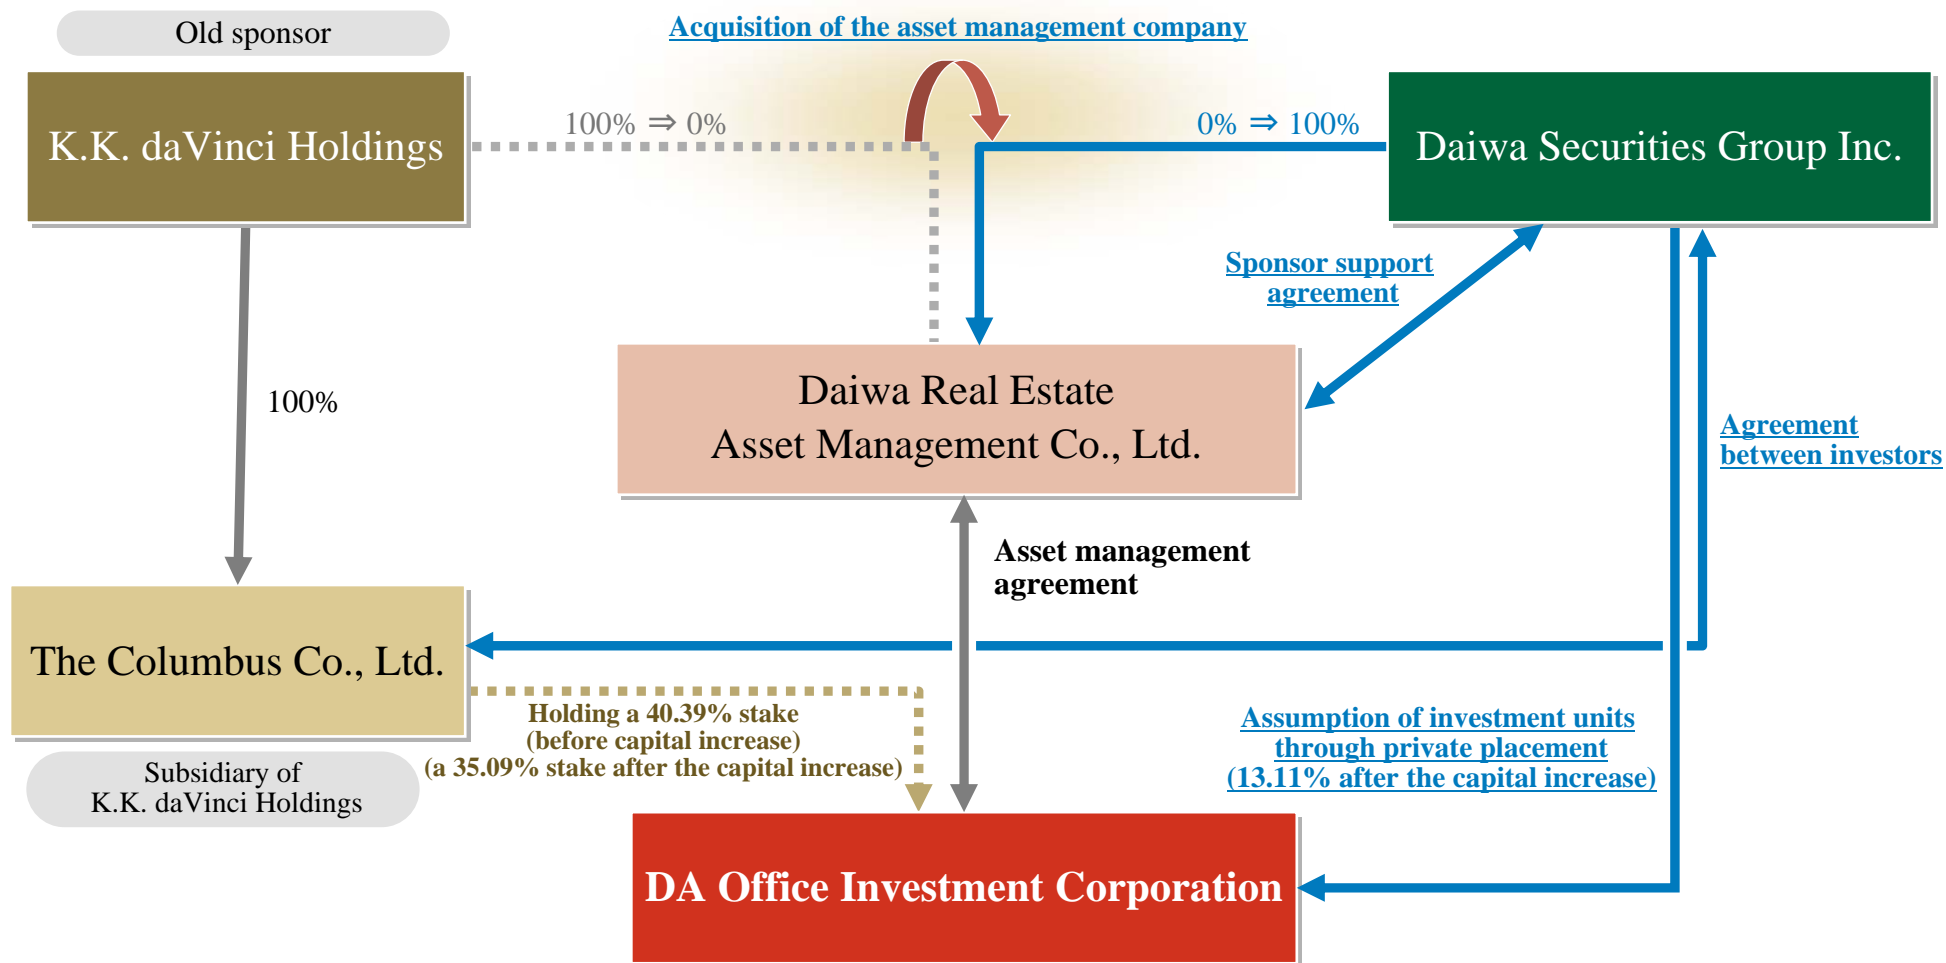 Old sponsor
Acquisition of the asset management company
K.K. daVinci Holdings
100% ⇒ 0%
0% ⇒ 100%
Daiwa Securities Group Inc.
Sponsor support
agreement
100%
Daiwa Real Estate
Asset Management Co., Ltd.
Agreement
between investors
Asset management
agreement
The Columbus Co., Ltd.
Holding a 40.39% stake
(before capital increase)
(a 35.09% stake after the capital increase)
Assumption of investment units
through private placement
(13.11% after the capital increase)
Subsidiary of
K.K. daVinci Holdings
DA Office Investment Corporation